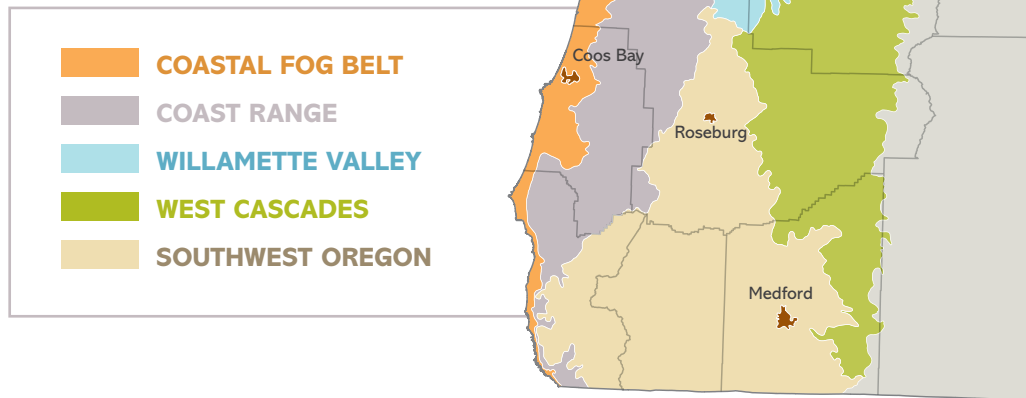 COASTAL FOG BELT
COAST RANGE
WILLAMETTE VALLEY
WEST CASCADES
SOUTHWEST OREGON
Coos Bay
Roseburg
Medford